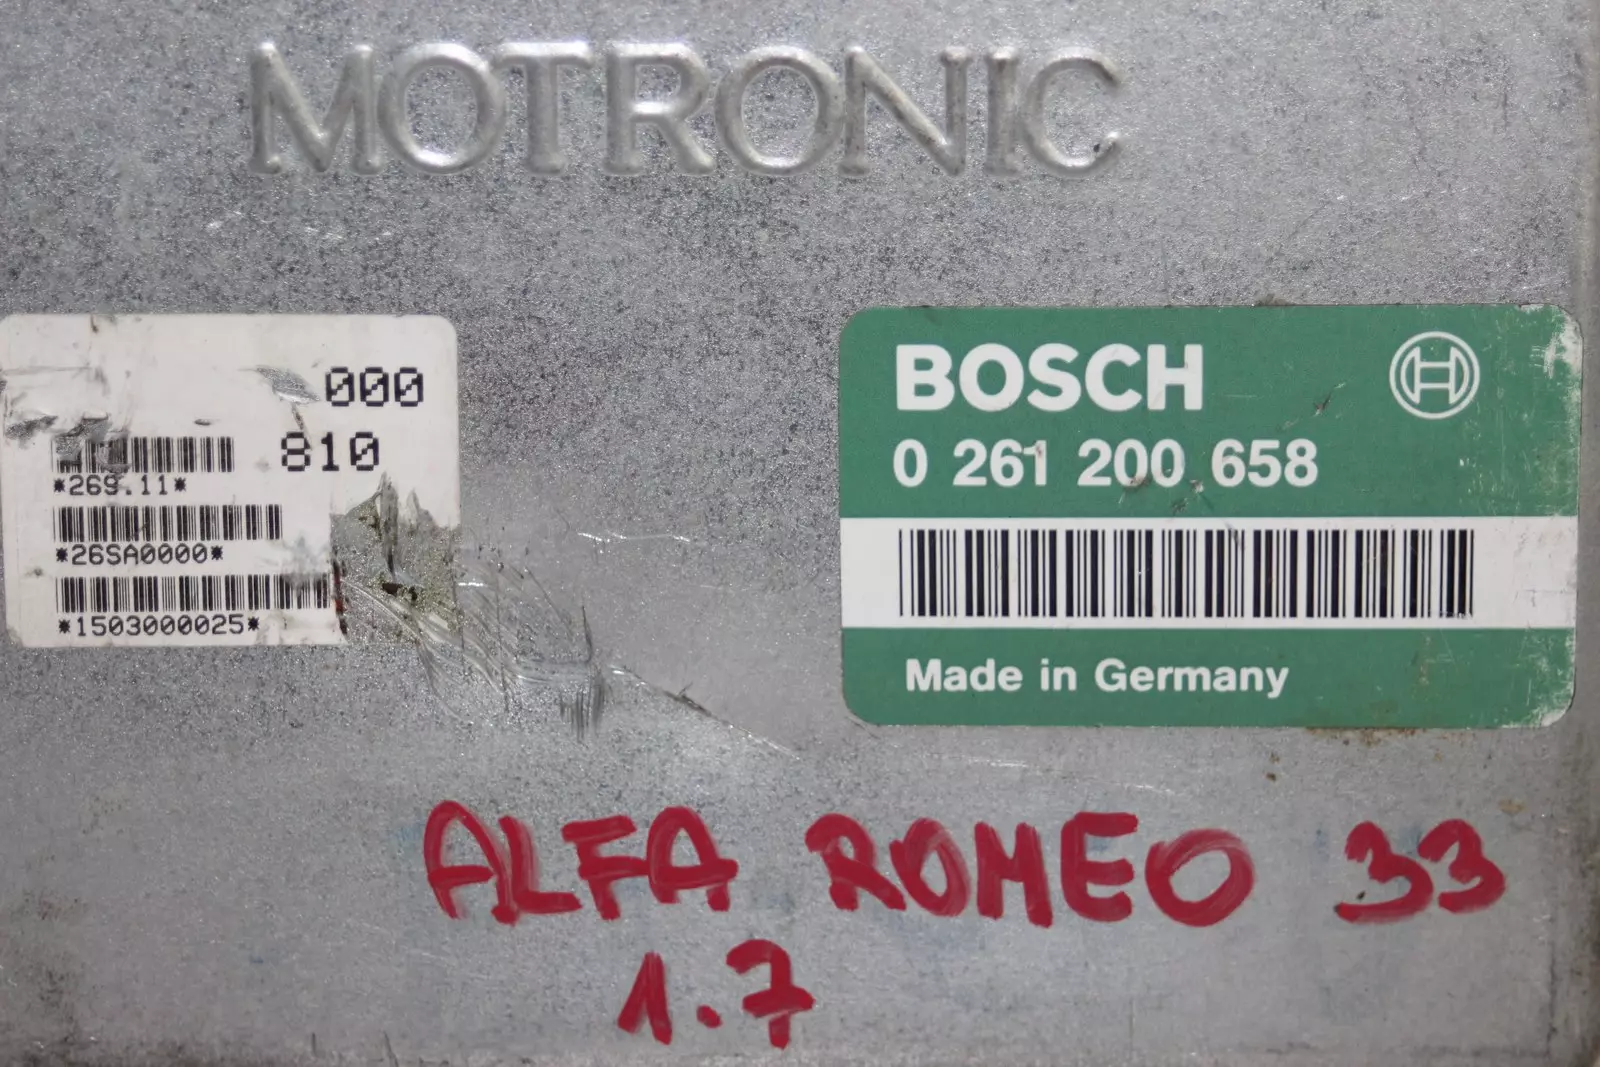 MOTRONIC
000
810
*269.11*
*26SA0000*
*1503000025*
BOSCH
0 261 200 658
Made in Germany
ALFA ROMEO 33
1.7